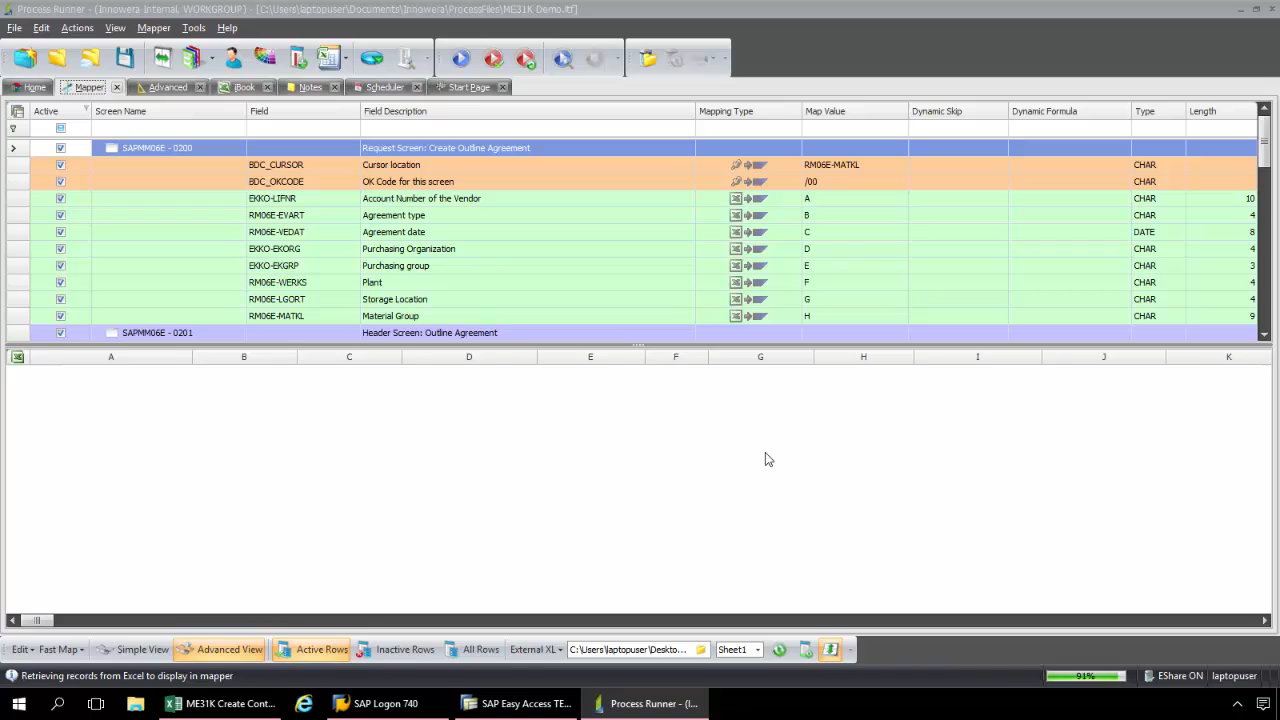 Process Runner - (Innowera Internal, WORKGROUP) - [C:\Users\laptopuser\Documents\Innowera\ProcessFiles\ME31K Demo.itf]
File Edit Actions View Mapper Tools Help
Home Mapper Advanced iBook Notes Scheduler Start Page
Active Screen Name Field Field Description Mapping Type Map Value Dynamic Skip Dynamic Formula Type Length
SAPMM06E - 0200 Request Screen: Create Outline Agreement
BDC_CURSOR Cursor location RM06E-MATKL CHAR
BDC_OKCODE OK Code for this screen /00 CHAR
EKKO-LIFNR Account Number of the Vendor A CHAR 10
RM06E-EVART Agreement type B CHAR 4
RM06E-VEDAT Agreement date C DATE 8
EKKO-EKORG Purchasing Organization D CHAR 4
EKKO-EKGRP Purchasing group E CHAR 3
RM06E-WERKS Plant F CHAR 4
RM06E-LGORT Storage Location G CHAR 4
RM06E-MATKL Material Group H CHAR 9
SAPMM06E - 0201 Header Screen: Outline Agreement
A B C D E F G H I J K
Edit Fast Map Simple View Advanced View Active Rows Inactive Rows All Rows External XL C:\Users\laptopuser\Deskto... Sheet1
Retrieving records from Excel to display in mapper 91% EShare ON laptopuser
ME31K Create Cont... SAP Logon 740 SAP Easy Access TE... Process Runner - (I...